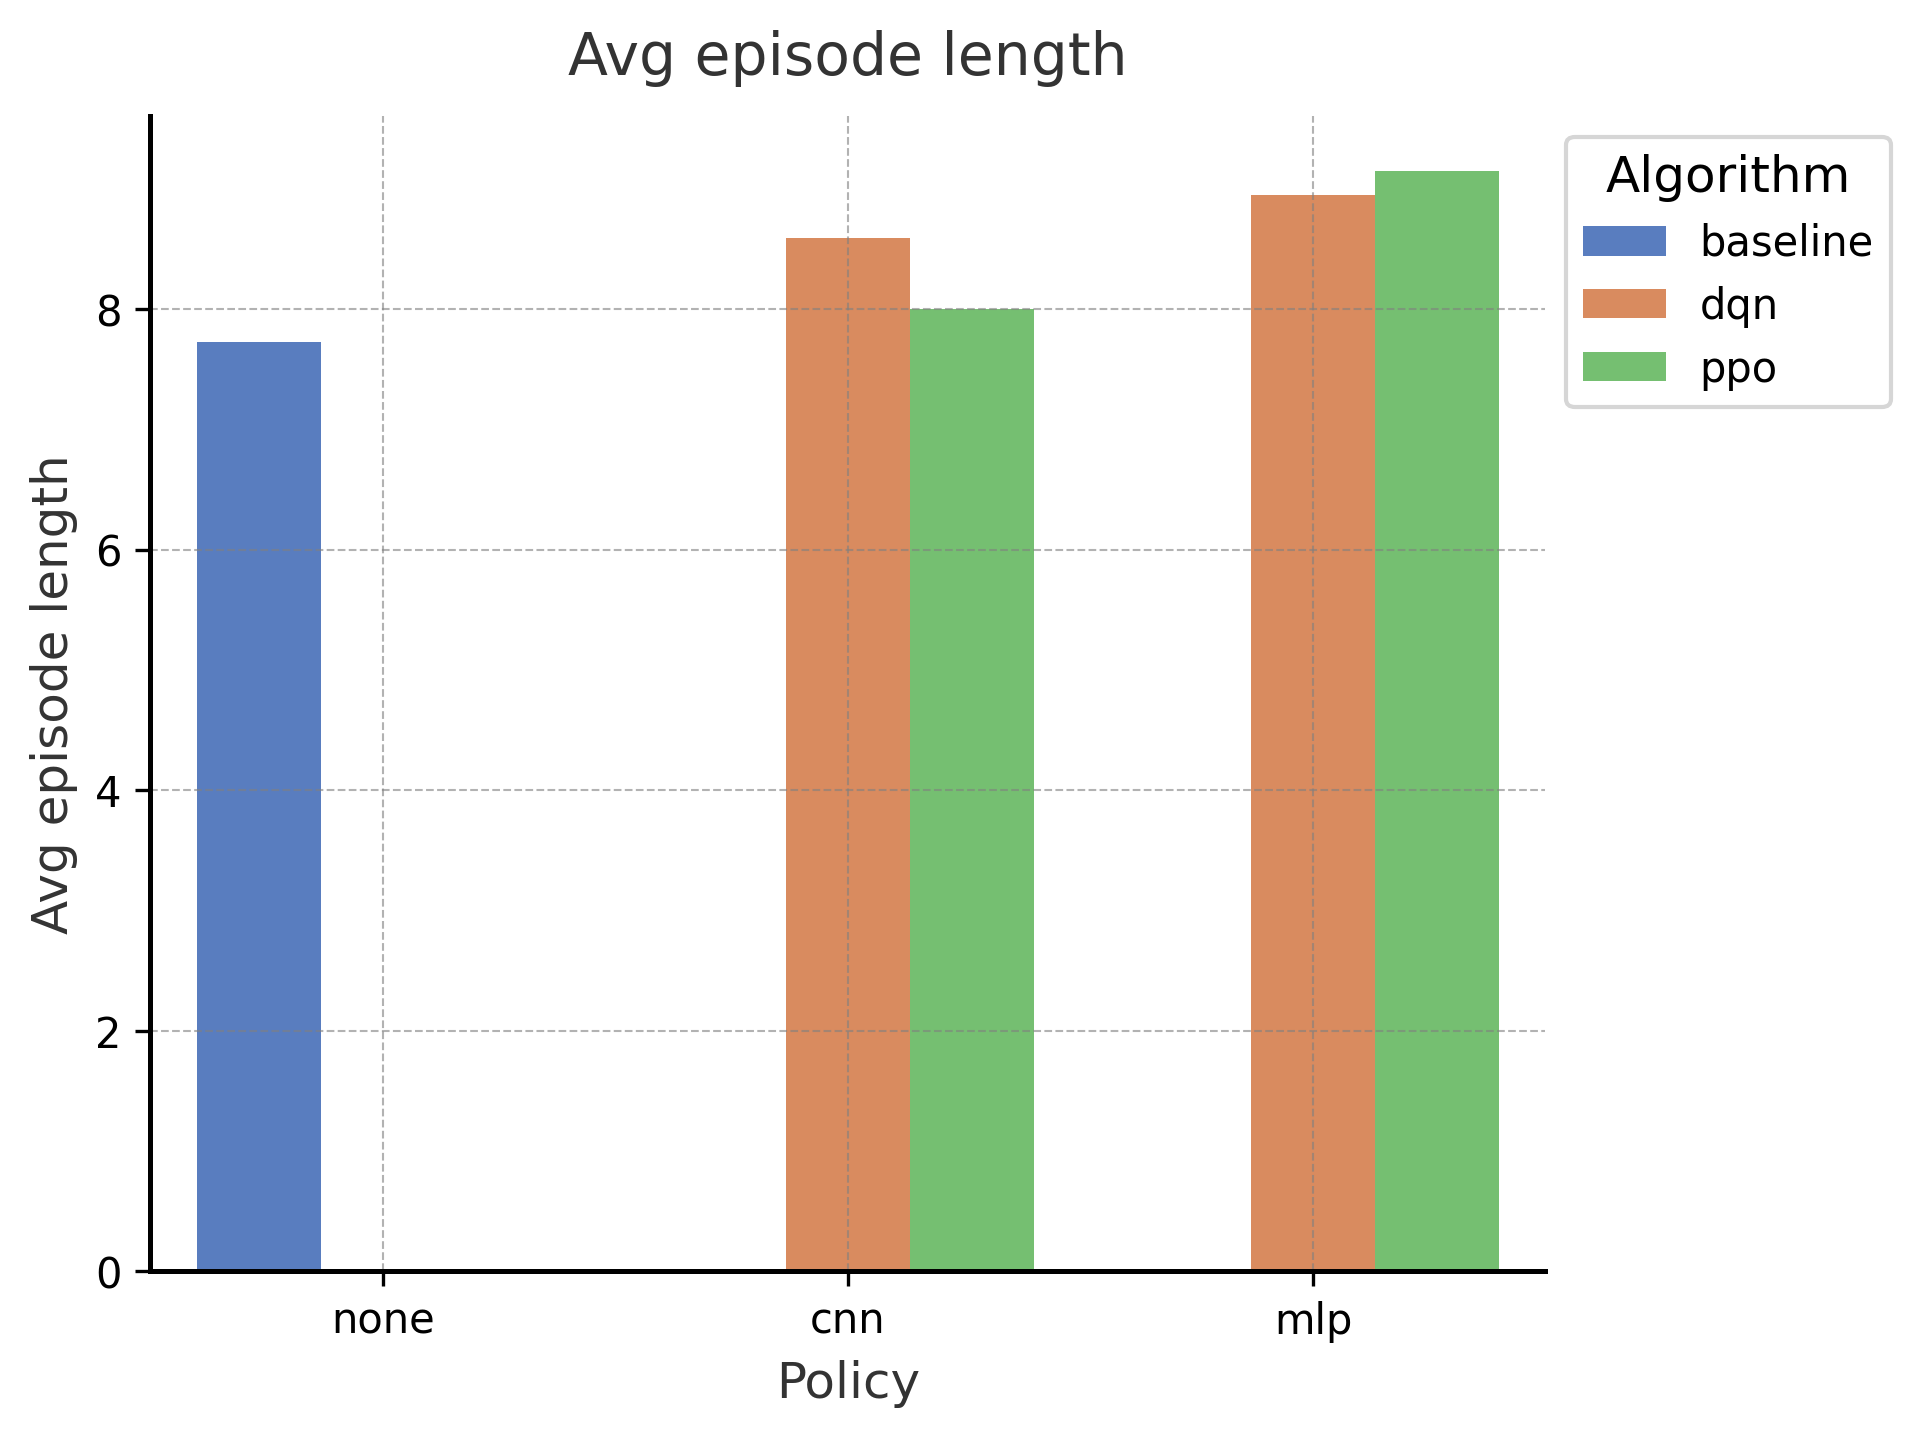 Avg episode length
Algorithm
baseline
dqn
ppo
Avg episode length
8
6
4
2
0
none
cnn
mlp
Policy